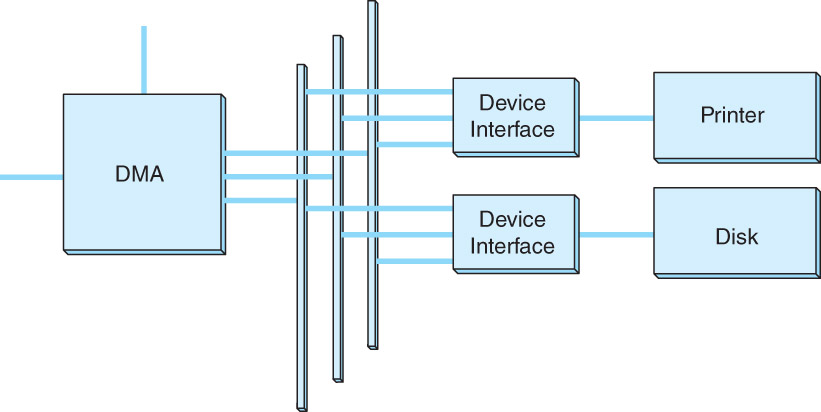 DMA
Device
Interface
Printer
Device
Interface
Disk